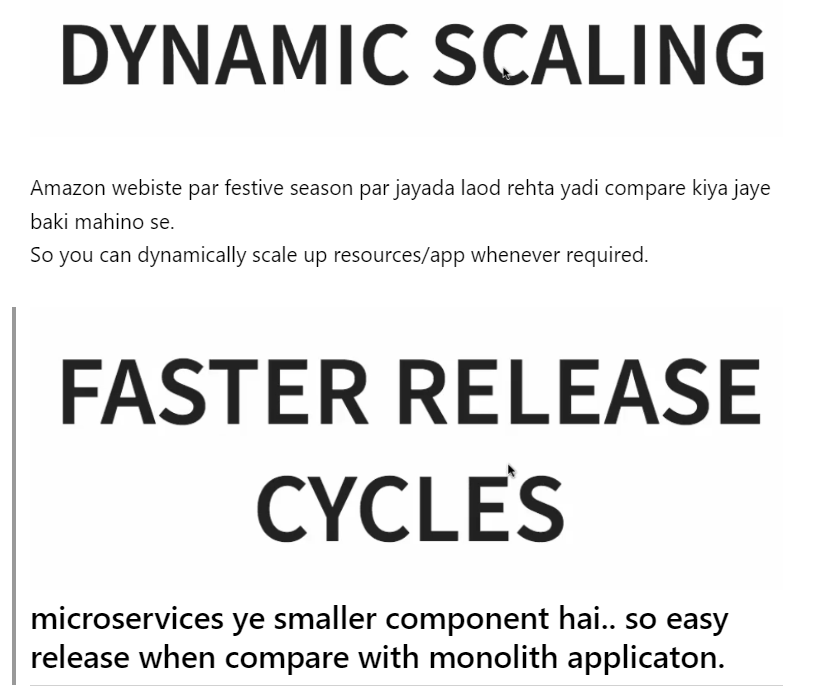 DYNAMIC SCALING
Amazon webiste par festive season par jayada laod rehta yadi compare kiya jaye
baki mahino se.
So you can dynamically scale up resources/app whenever required.
FASTER RELEASE
CYCLES
microservices ye smaller component hai.. so easy
release when compare with monolith applicaton.